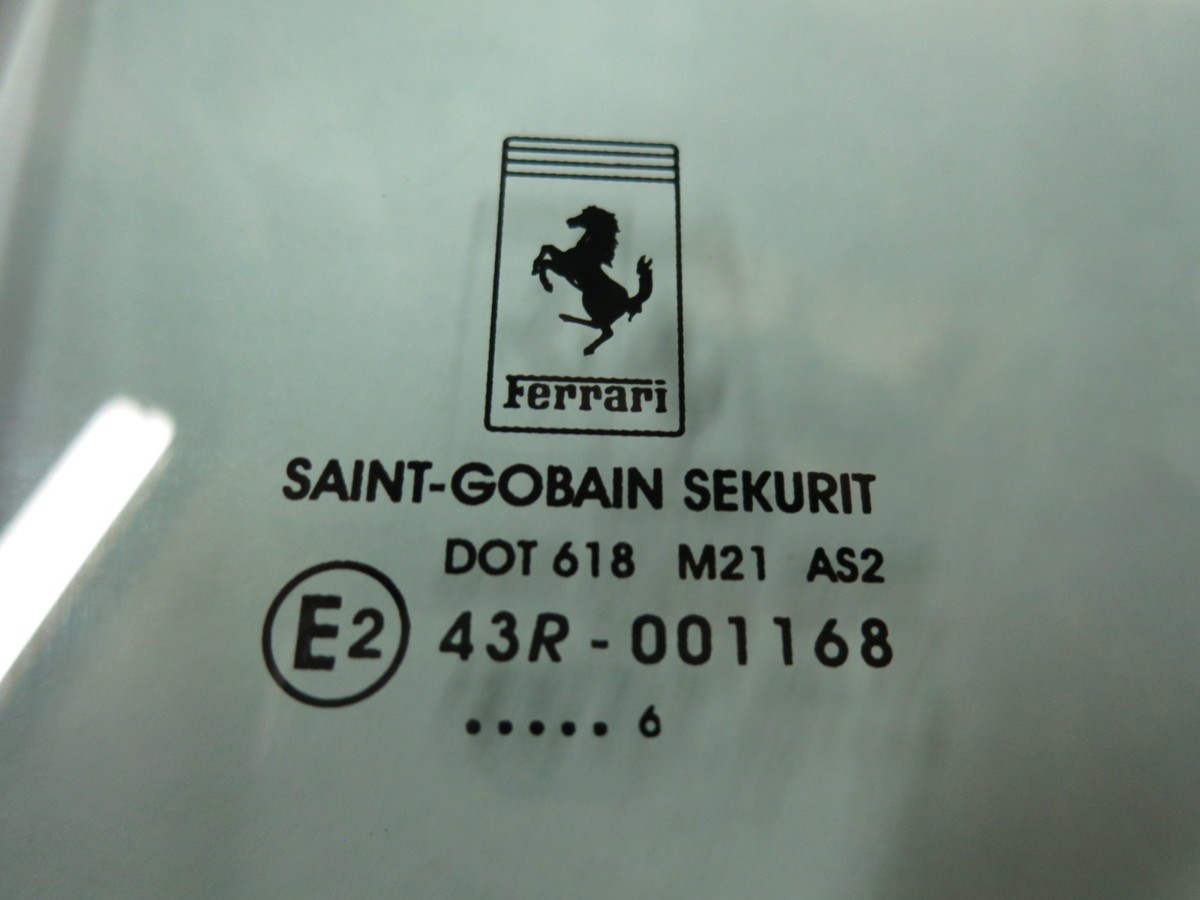 Ferrari
SAINT-GOBAIN SEKURIT
DOT 618 M21 AS2
E2 43R - 001168
..... 6